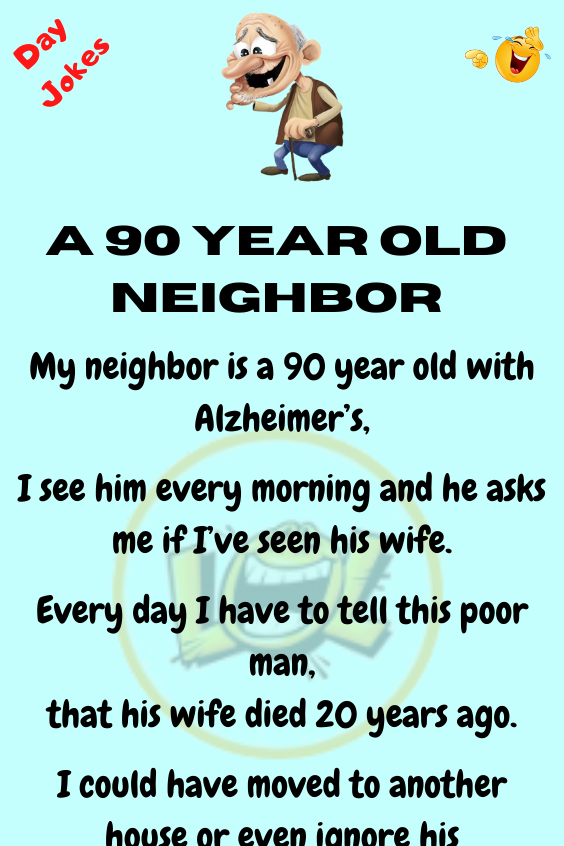 Day
Jokes
A 90 YEAR OLD
NEIGHBOR
My neighbor is a 90 year old with
Alzheimer’s,
I see him every morning and he asks
me if I’ve seen his wife.
Every day I have to tell this poor
man,
that his wife died 20 years ago.
I could have moved to another
house or even ignore his